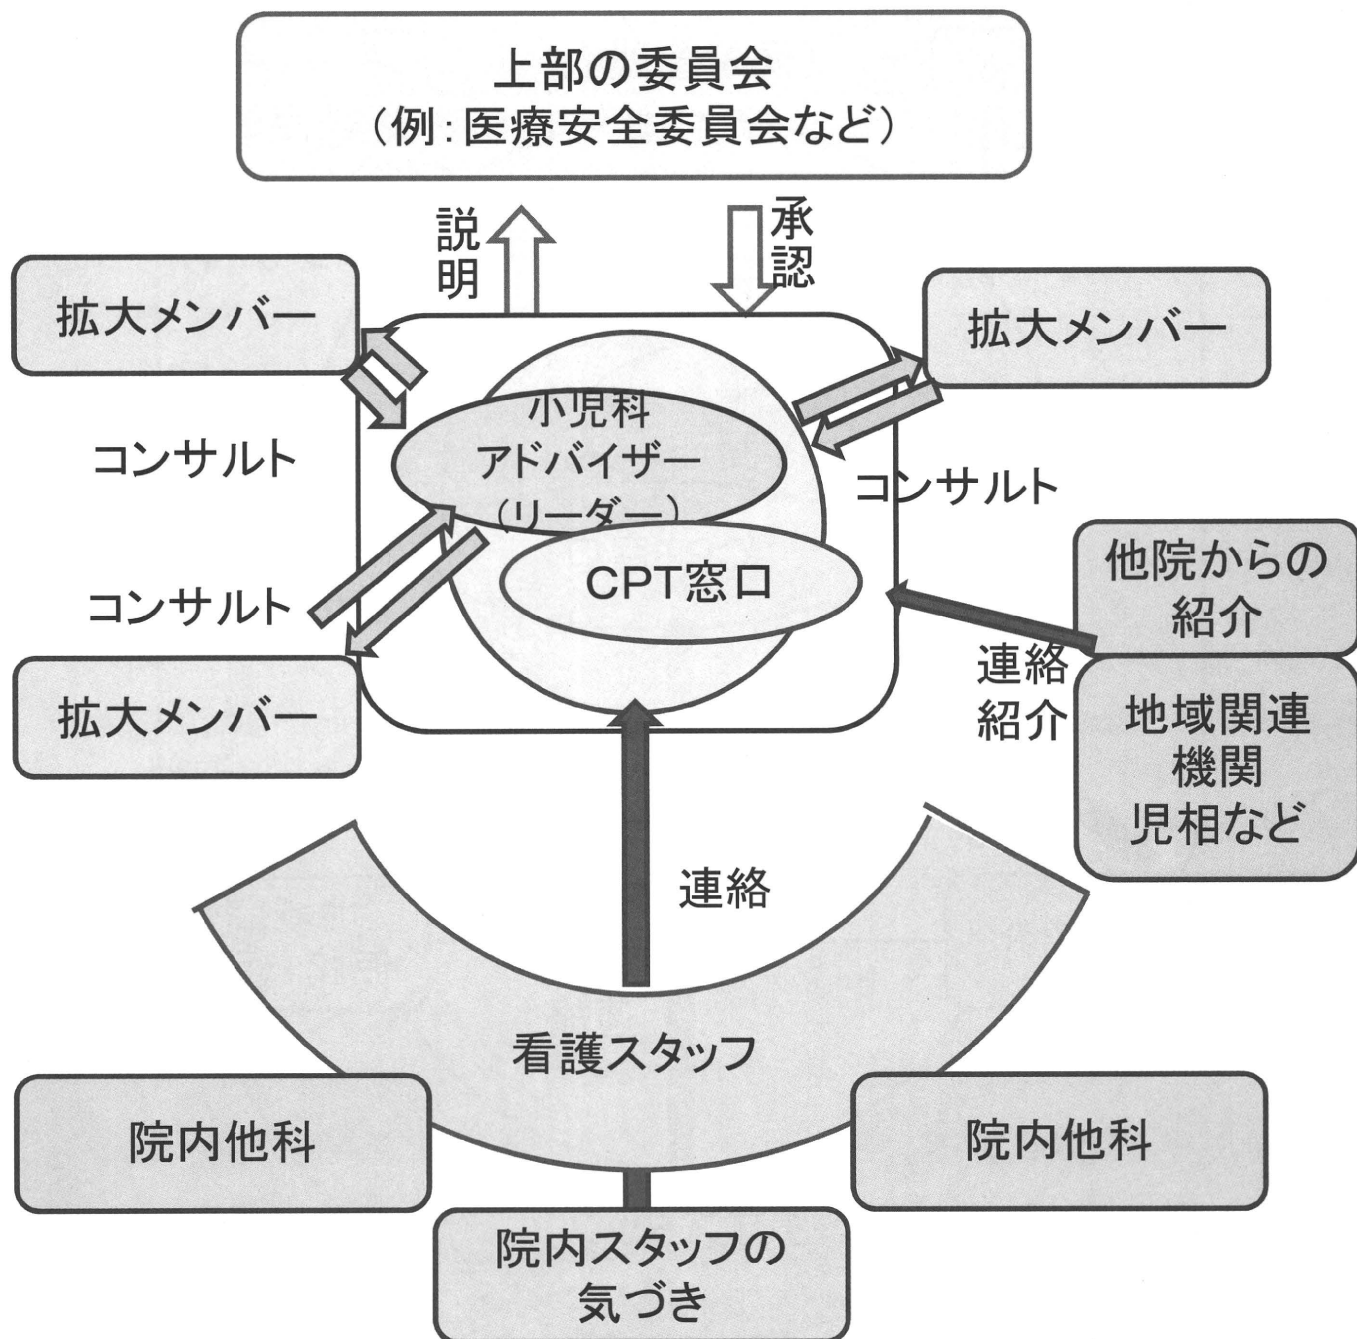 上部の委員会
（例：医療安全委員会など）
説明
承認
拡大メンバー
拡大メンバー
小児科
アドバイザー
（リーダー）
コンサルト
コンサルト
CPT窓口
コンサルト
他院からの
紹介
連絡
紹介
拡大メンバー
地域関連
機関
児相など
連絡
看護スタッフ
院内他科
院内他科
院内スタッフの
気づき